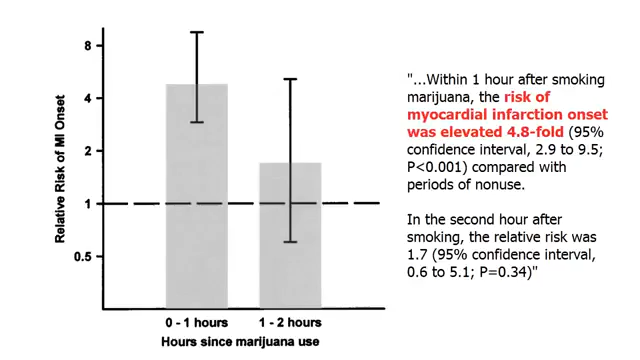 8
4
2
1
0.5
Relative Risk of MI Onset
0 - 1 hours
1 - 2 hours
Hours since marijuana use
"...Within 1 hour after smoking
marijuana, the risk of
myocardial infarction onset
was elevated 4.8-fold (95%
confidence interval, 2.9 to 9.5;
P<0.001) compared with
periods of nonuse.
In the second hour after
smoking, the relative risk was
1.7 (95% confidence interval,
0.6 to 5.1; P=0.34)"